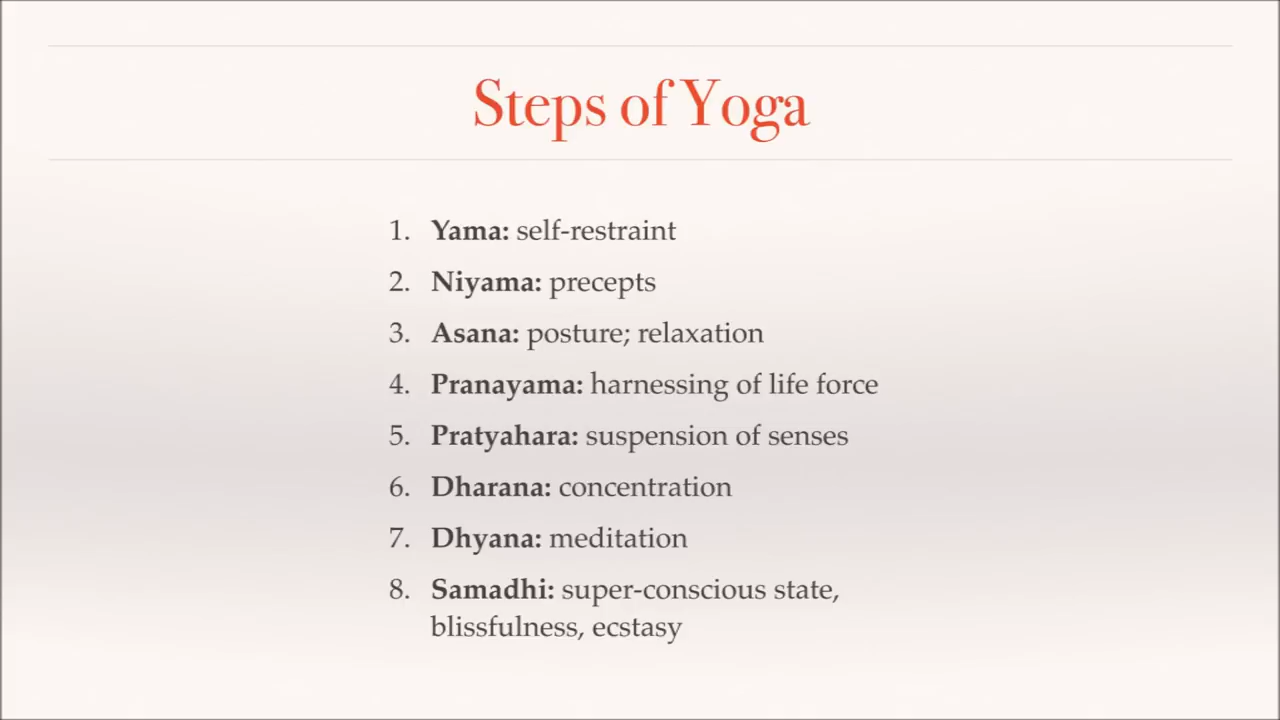 Steps of Yoga
1. Yama: self-restraint
2. Niyama: precepts
3. Asana: posture; relaxation
4. Pranayama: harnessing of life force
5. Pratyahara: suspension of senses
6. Dharana: concentration
7. Dhyana: meditation
8. Samadhi: super-conscious state,
blissfulness, ecstasy